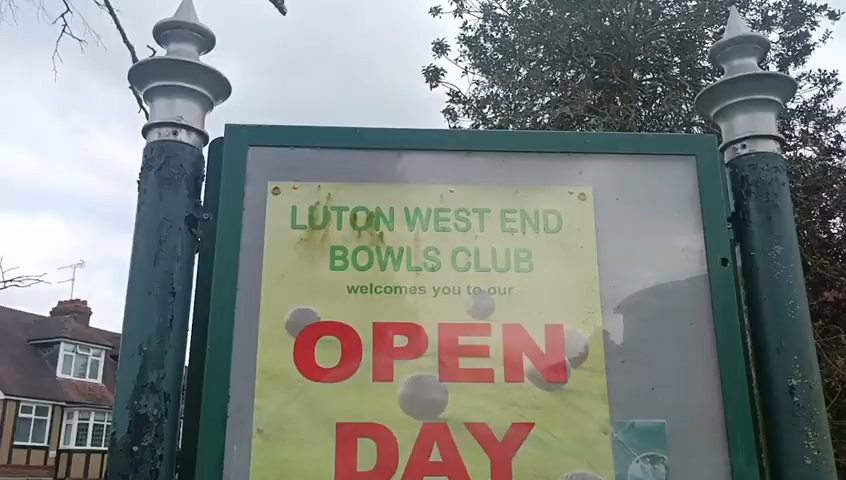 LUTON WEST END
BOWLS CLUB
welcomes you to our
OPEN
DAY